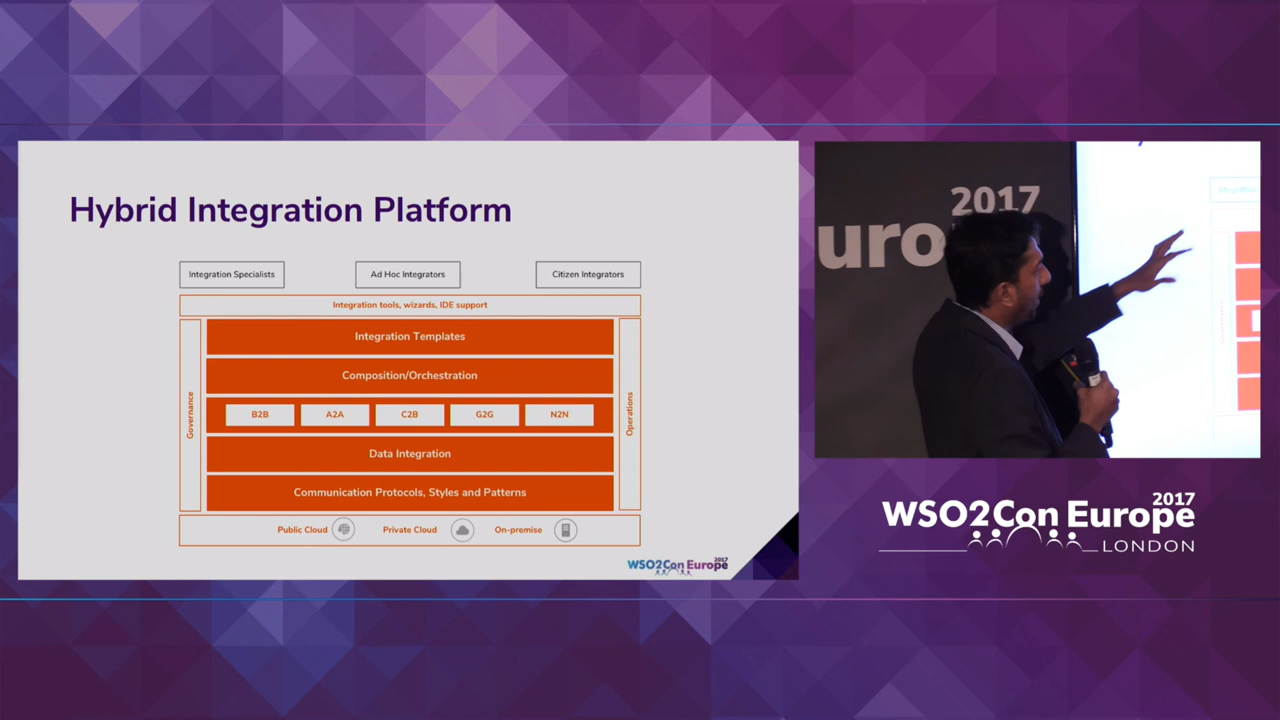 Hybrid Integration Platform
Integration Specialists
Ad Hoc Integrators
Citizen Integrators
Integration tools, wizards, IDE support
Governance
Integration Templates
Composition/Orchestration
B2B
A2A
C2B
G2G
N2N
Data Integration
Communication Protocols, Styles and Patterns
Operations
Public Cloud
Private Cloud
On-premise
WSO2Con Europe 2017
2017
uro
2017
WSO2Con Europe
LONDON